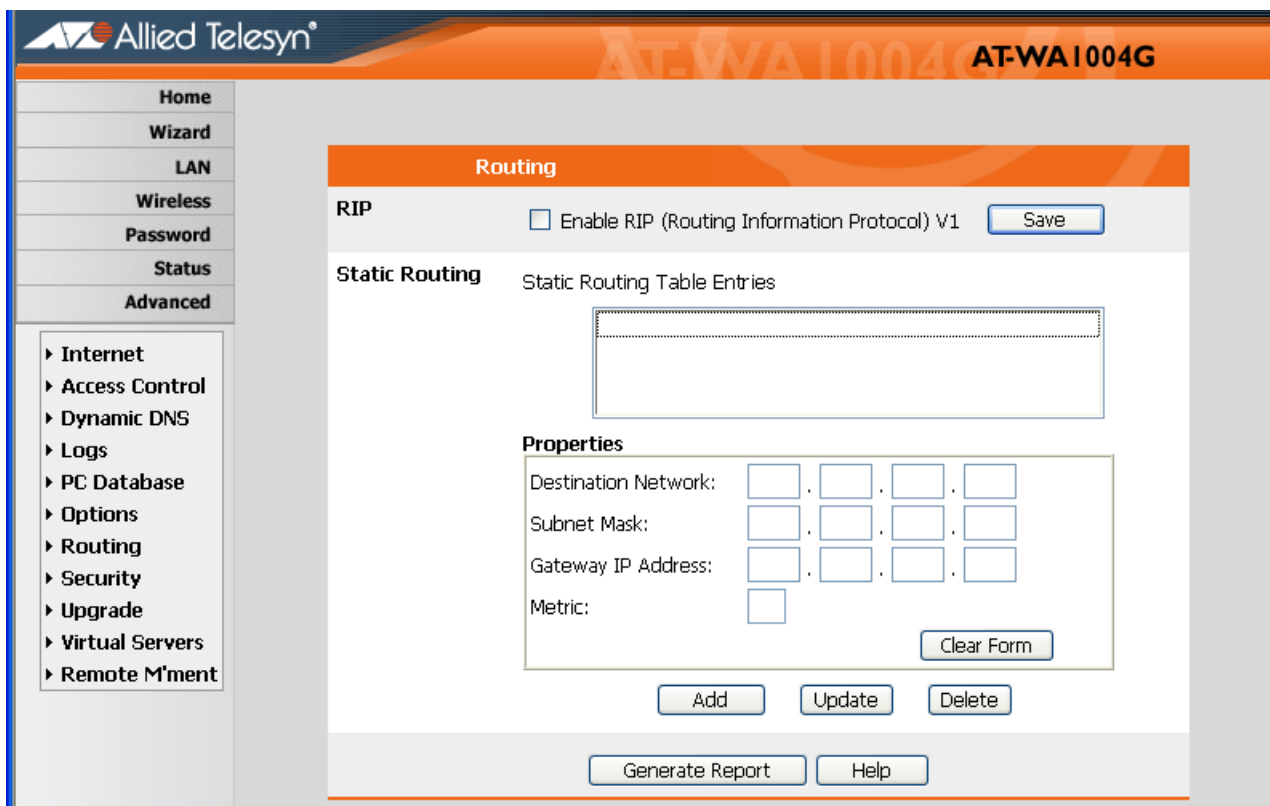 Allied Telesyn®
AT-WA1004G
AT-WA1004G
Home
Wizard
LAN
Wireless
Password
Status
Advanced
Internet
Access Control
Dynamic DNS
Logs
PC Database
Options
Routing
Security
Upgrade
Virtual Servers
Remote M'ment
Routing
RIP
Enable RIP (Routing Information Protocol) V1
Save
Static Routing
Static Routing Table Entries
Properties
Destination Network: . . .
Subnet Mask: . . .
Gateway IP Address: . . .
Metric:
Clear Form
Add Update Delete
Generate Report Help